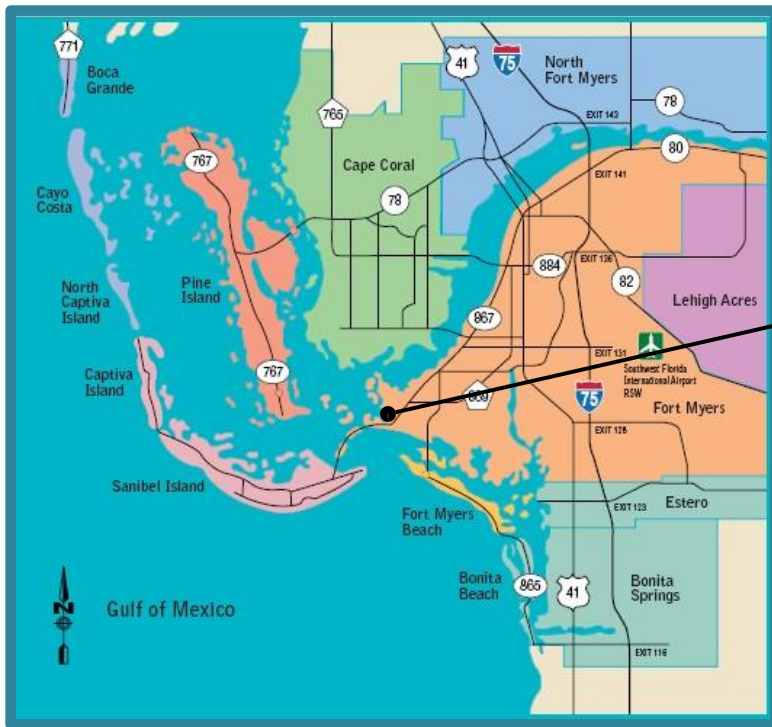 771
Boca
Grande
41
75
North
Fort Myers
78
765
EXIT 143
80
767
Cape Coral
EXIT 141
Cayo
Costa
78
884
EXIT 136
82
North
Captiva
Island
Pine
Island
Lehigh Acres
867
Captiva
Island
767
EXIT 131
Southwest Florida
International Airport
RSW
869
75
Fort Myers
EXIT 128
Sanibel Island
Fort Myers
Beach
EXIT 123
Estero
Bonita
Beach
865
41
Bonita
Springs
N
Gulf of Mexico
EXIT 116